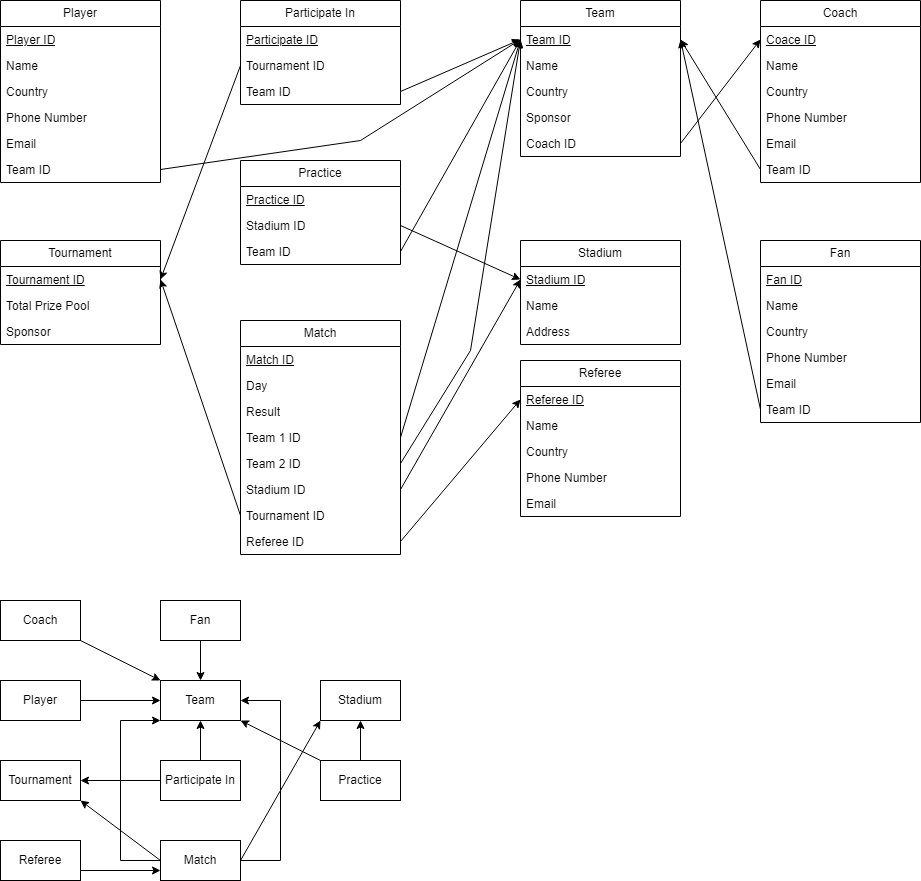 Player
Player ID
Name
Country
Phone Number
Email
Team ID
Participate In
Participate ID
Tournament ID
Team ID
Team
Team ID
Name
Country
Sponsor
Coach ID
Coach
Coace ID
Name
Country
Phone Number
Email
Team ID
Practice
Practice ID
Stadium ID
Team ID
Tournament
Tournament ID
Total Prize Pool
Sponsor
Stadium
Stadium ID
Name
Address
Fan
Fan ID
Name
Country
Phone Number
Email
Team ID
Match
Match ID
Day
Result
Team 1 ID
Team 2 ID
Stadium ID
Tournament ID
Referee ID
Referee
Referee ID
Name
Country
Phone Number
Email
Coach
Fan
Player
Team
Stadium
Tournament
Participate In
Practice
Referee
Match